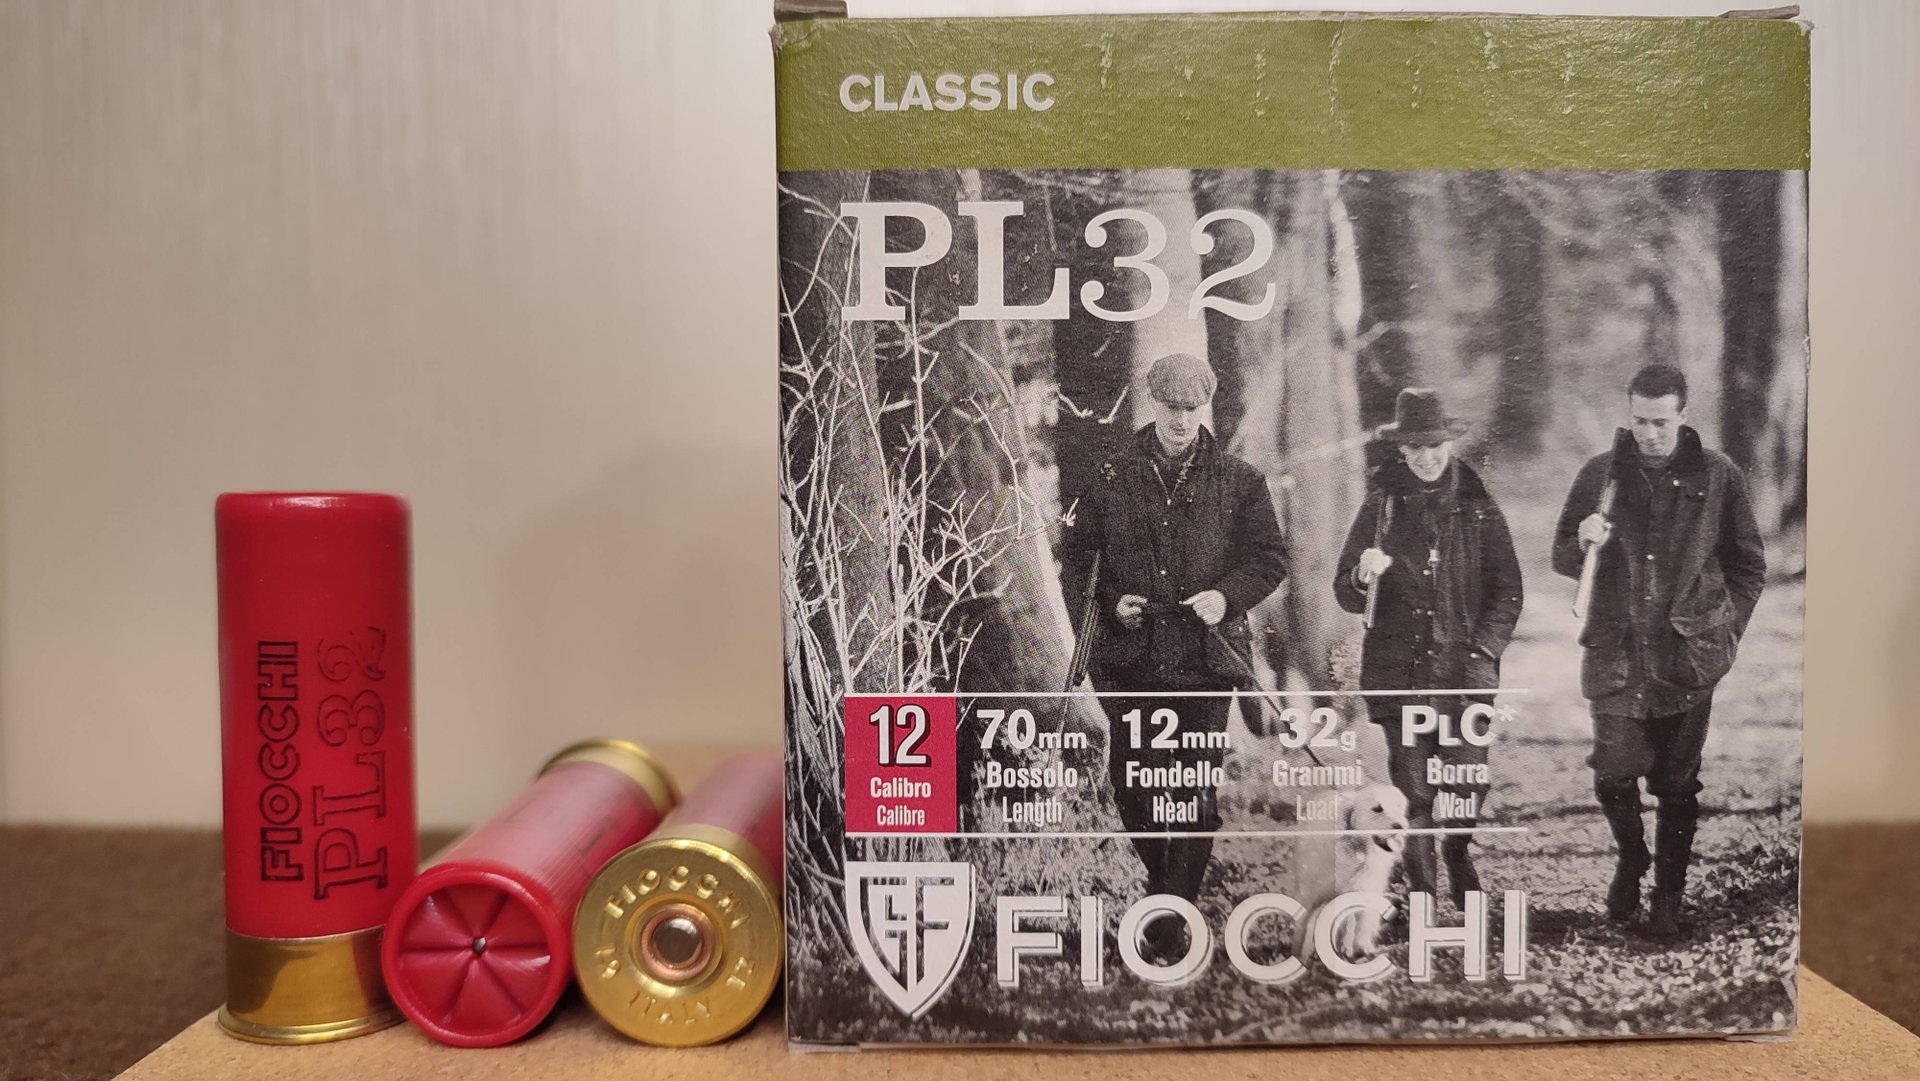 CLASSIC
PL32
12 70mm 12mm 32g PLC*
Calibro Bossolo Fondello Grammi Borra
Calibre Length Head Load Wad
FIOCCHI
FIOCCHI
PL32
FIOCCHI
12 ITALY 12